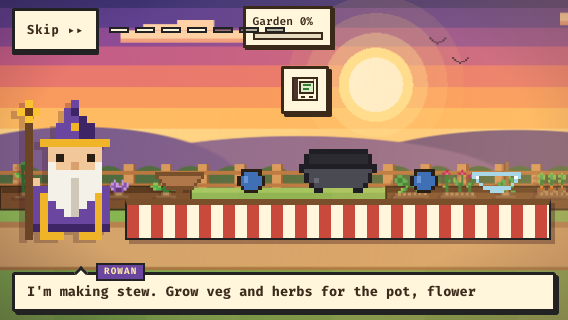 Skip ▸▸
Garden 0%
ROWAN
I'm making stew. Grow veg and herbs for the pot, flower